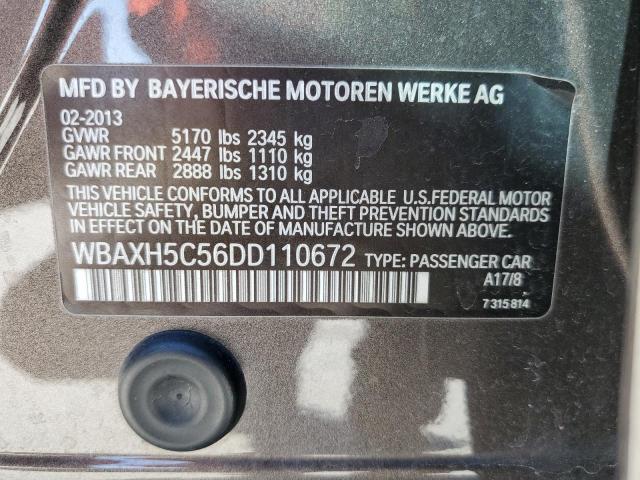 MFD BY BAYERISCHE MOTOREN WERKE AG
02-2013
GVWR 5170 lbs 2345 kg
GAWR FRONT 2447 lbs 1110 kg
GAWR REAR 2888 lbs 1310 kg
THIS VEHICLE CONFORMS TO ALL APPLICABLE U.S.FEDERAL MOTOR
VEHICLE SAFETY, BUMPER AND THEFT PREVENTION STANDARDS
IN EFFECT ON THE DATE OF MANUFACTURE SHOWN ABOVE.
WBAXH5C56DD110672 TYPE: PASSENGER CAR
A17/8
7 315 814